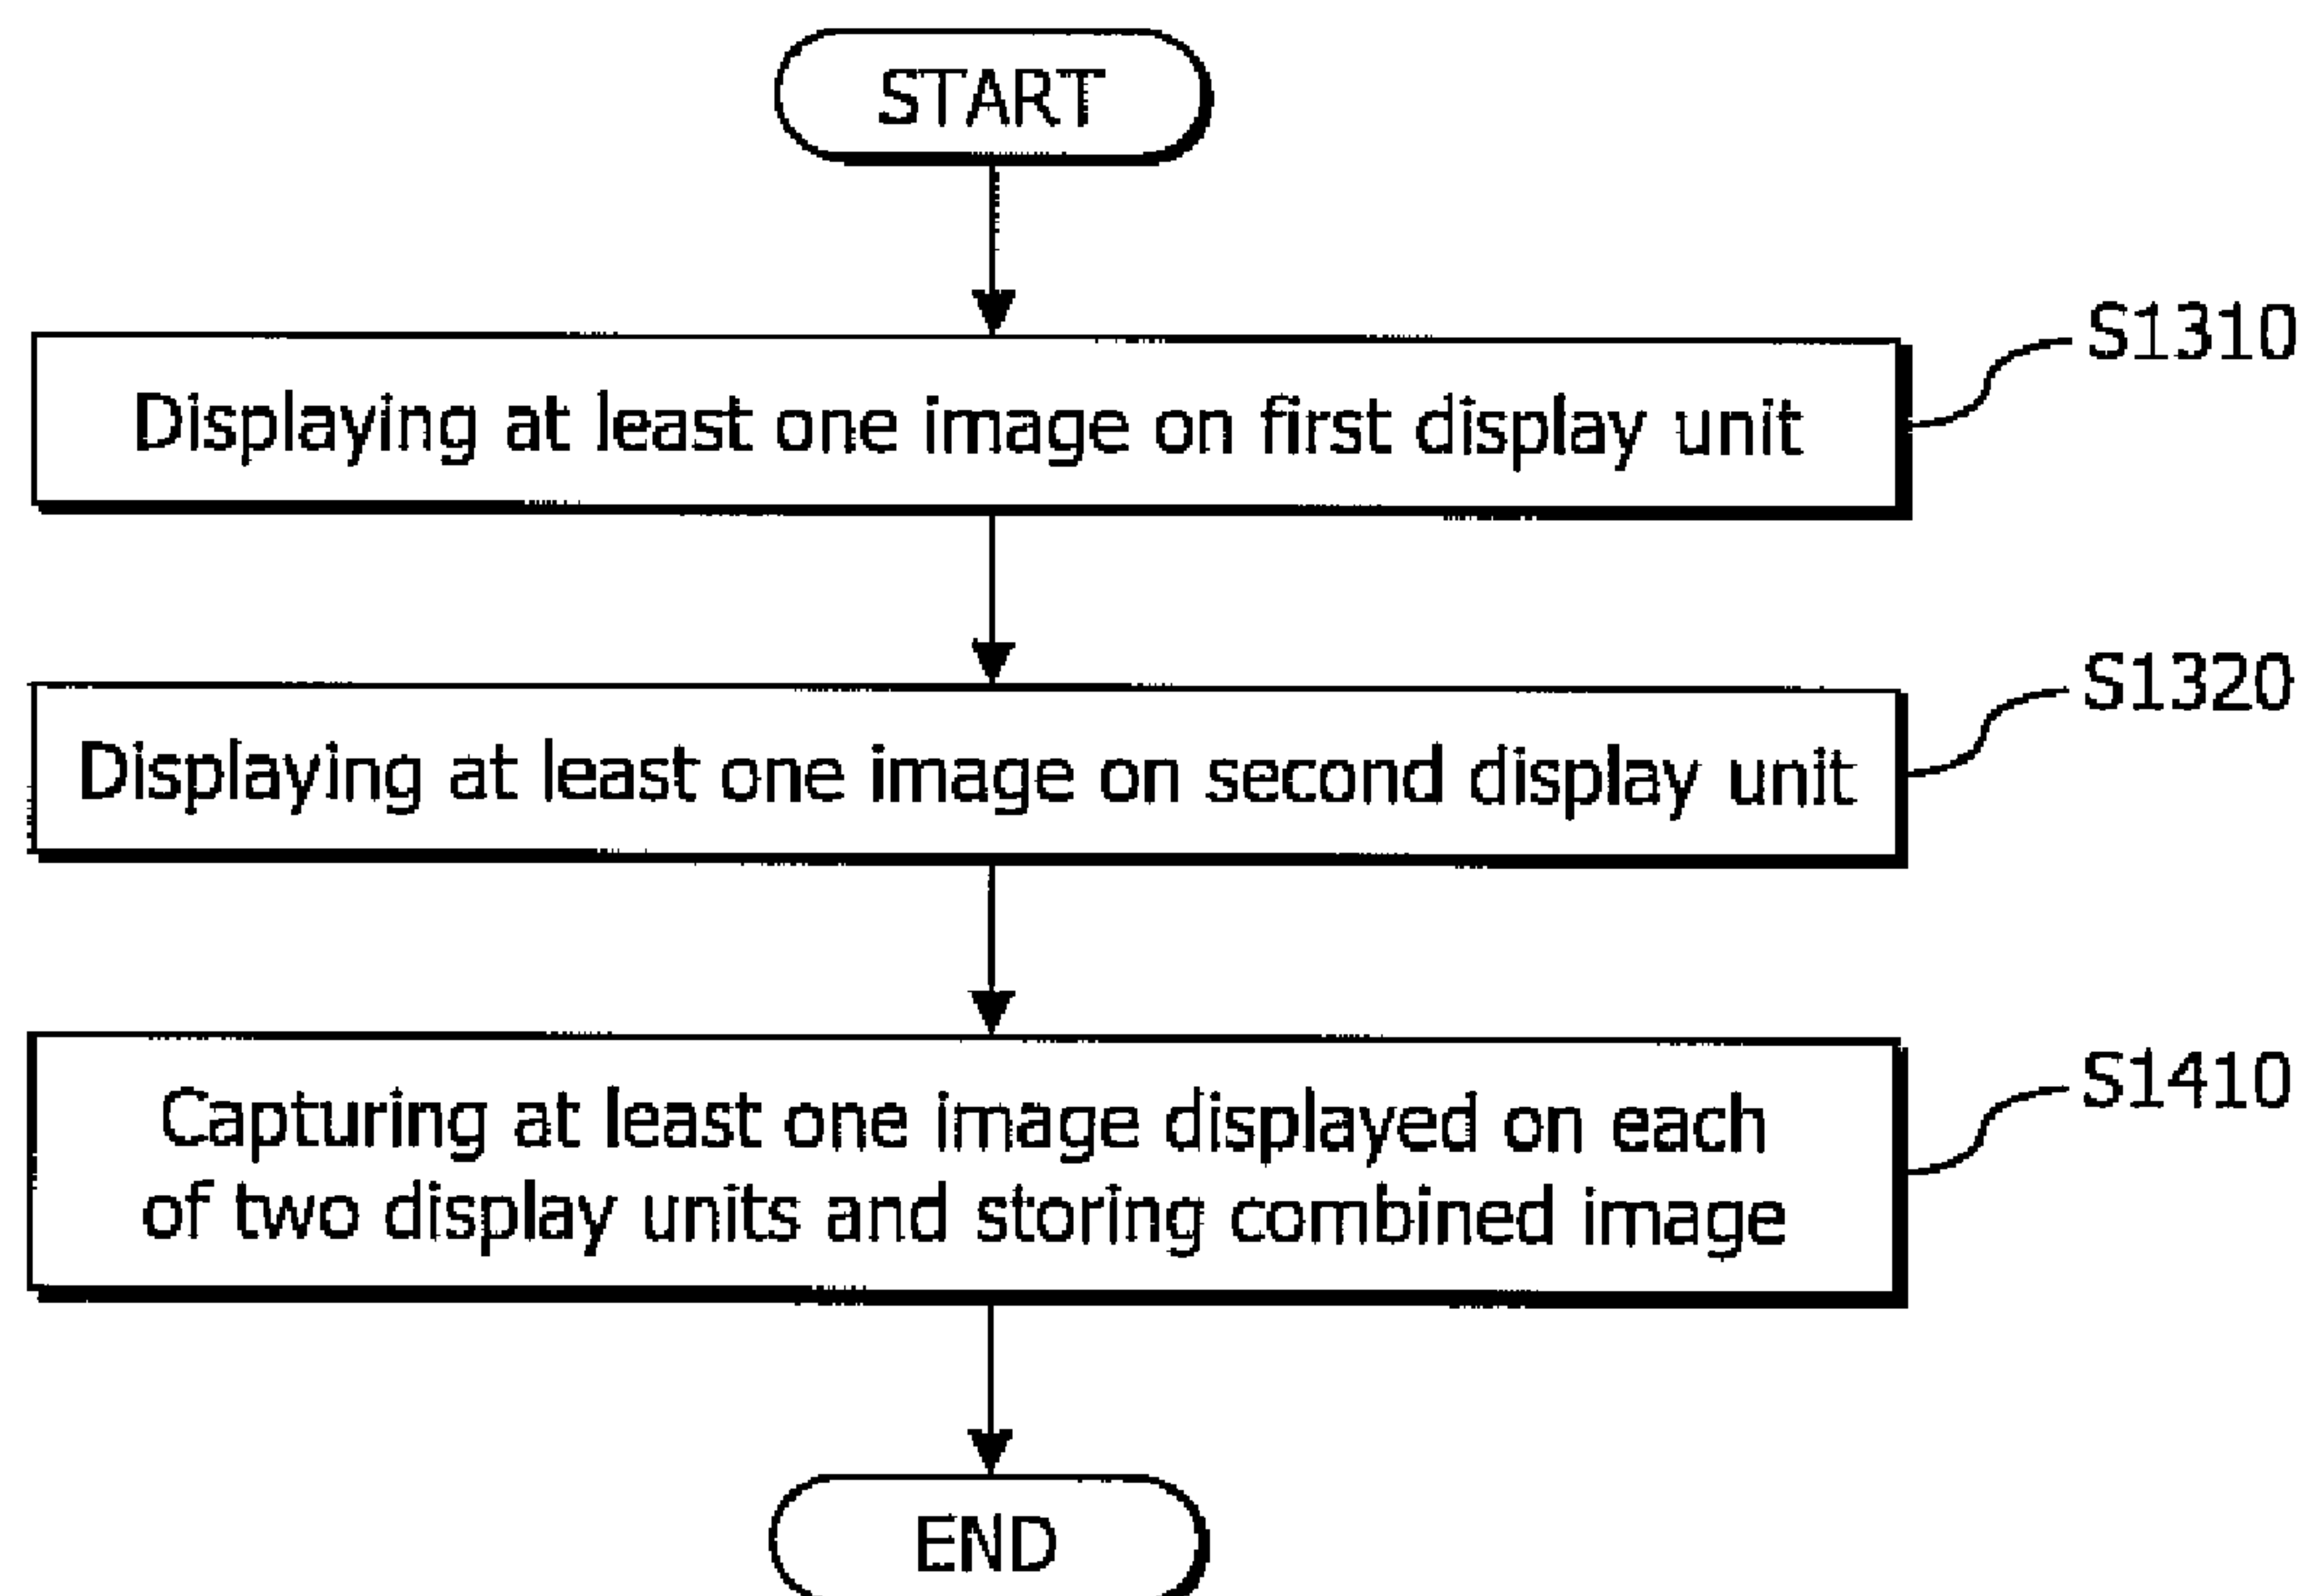 START
S1310
Displaying at least one image on first display unit
S1320
Displaying at least one image on second display unit
S1410
Capturing at least one image displayed on each
of two display units and storing combined image
END